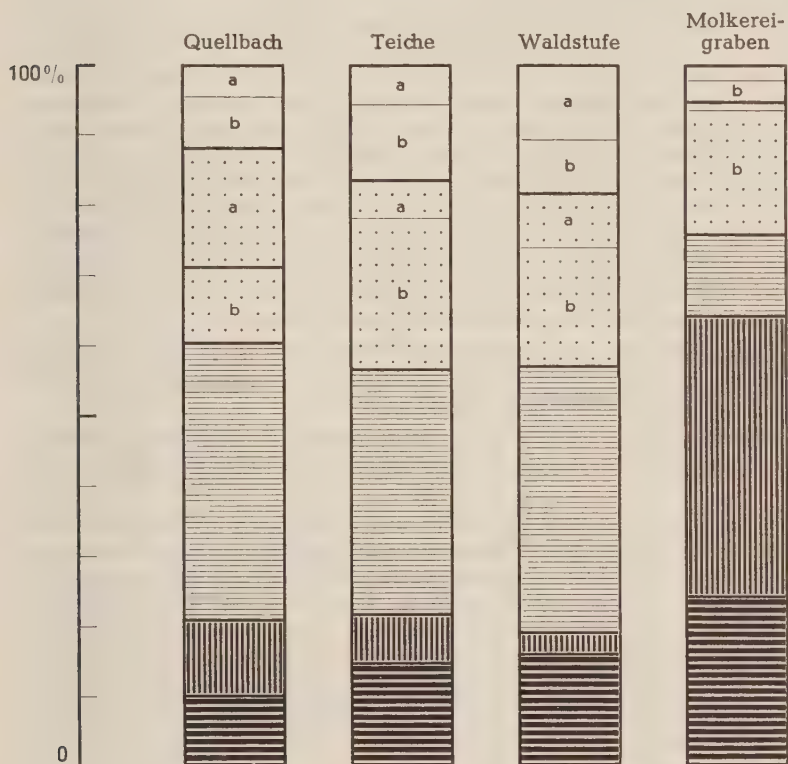 Quellbach
Teiche
Waldstufe
Molkerei-
graben
100%
a
b
a
b
a
b
a
b
a
b
a
b
b
b
0